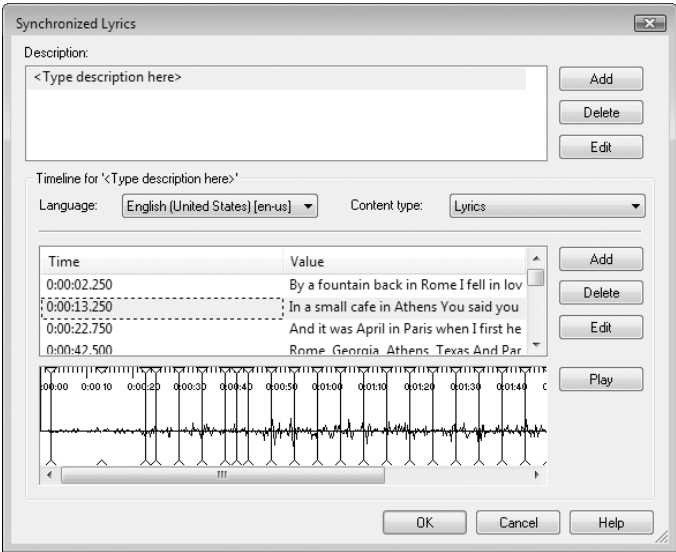 Synchronized Lyrics
Description:
<Type description here>
Add
Delete
Edit
Timeline for '<Type description here>'
Language: English (United States) [en-us] Content type: Lyrics
Time Value
0:00:02.250 By a fountain back in Rome I fell in lov
0:00:13.250 In a small cafe in Athens You said you
0:00:22.750 And it was April in Paris when I first he
0:00:42.500 Rome, Georgia, Athens, Texas And Par
Add
Delete
Edit
:00:00 0:00:10 0:00:20 0:00:30 0:00:40 0:00:50 0:01:00 0:01:10 0:01:20 0:01:30 0:01:40
Play
OK Cancel Help